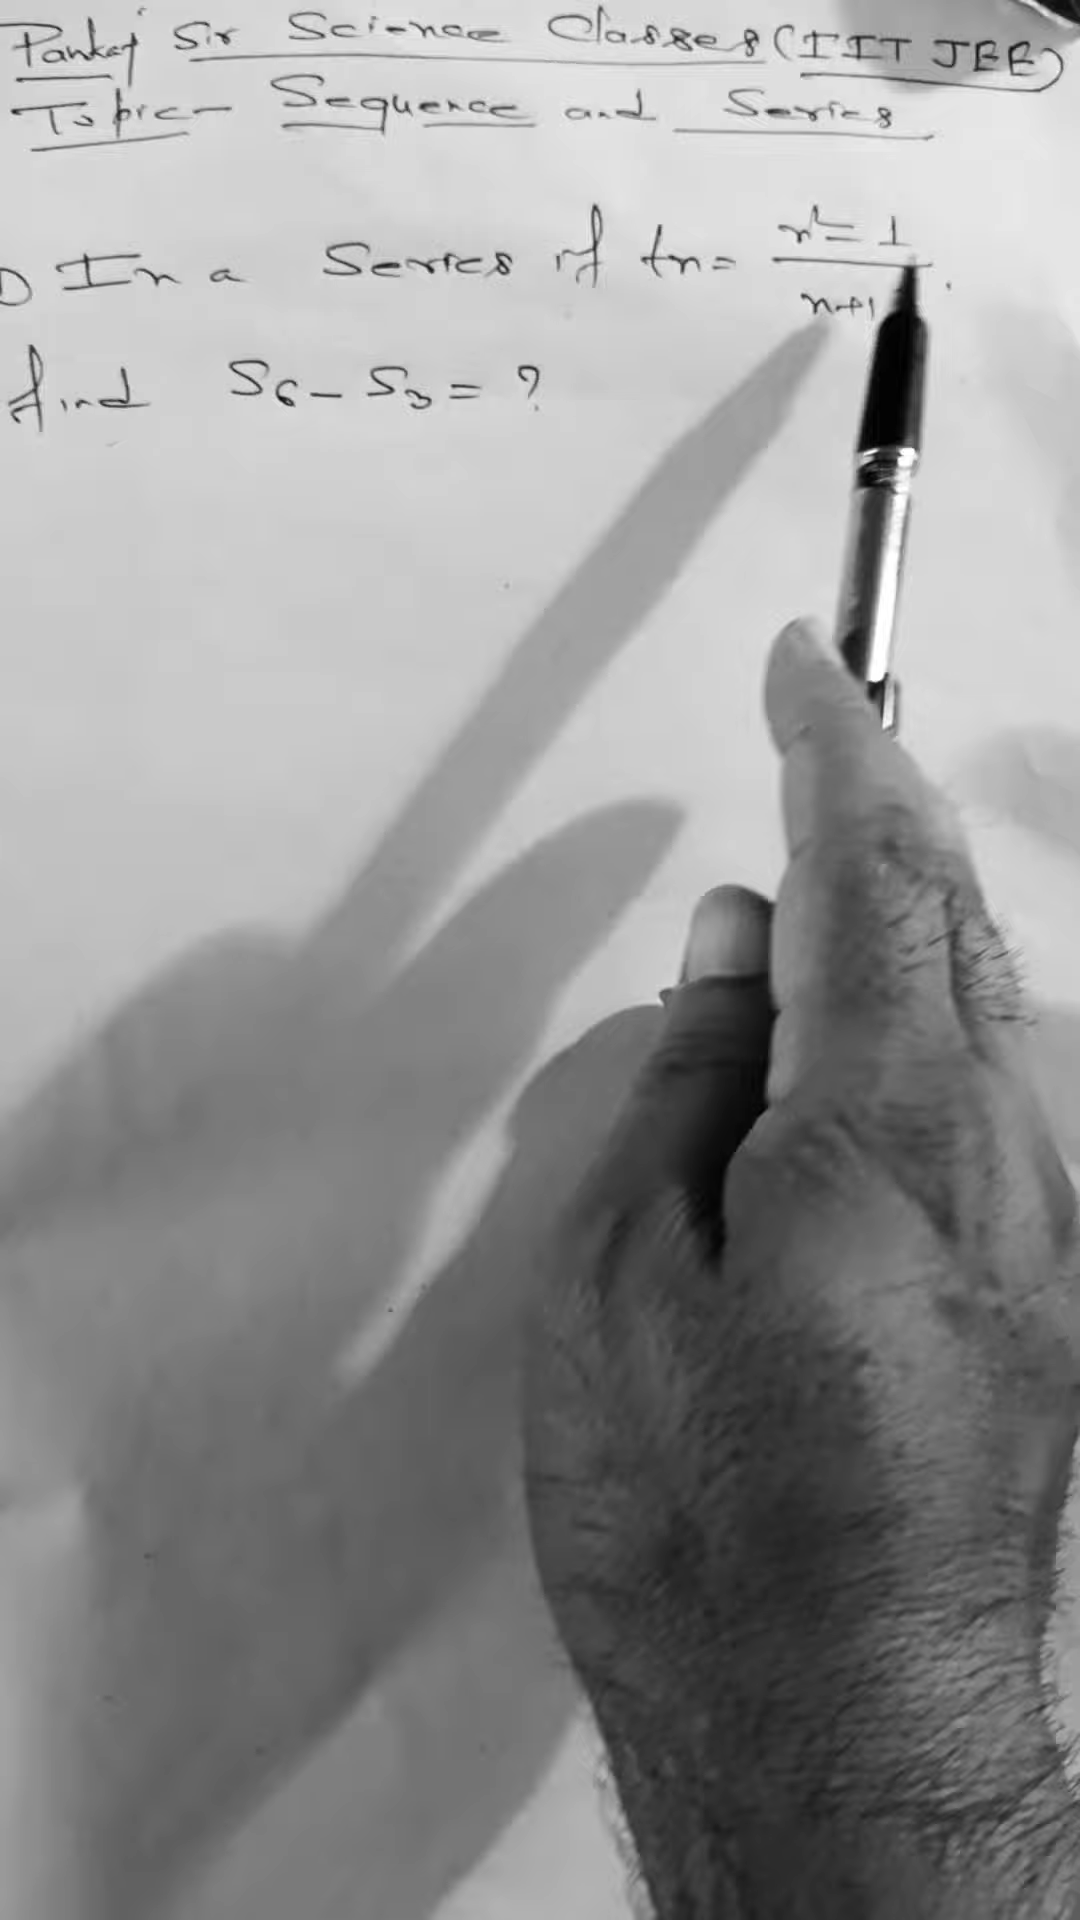 Pankaj Sir Science Classes (IIT JEE)
Topic- Sequence and Series
) In a Series if tn = n²-1 / n+1 .
find S6 - S3 = ?